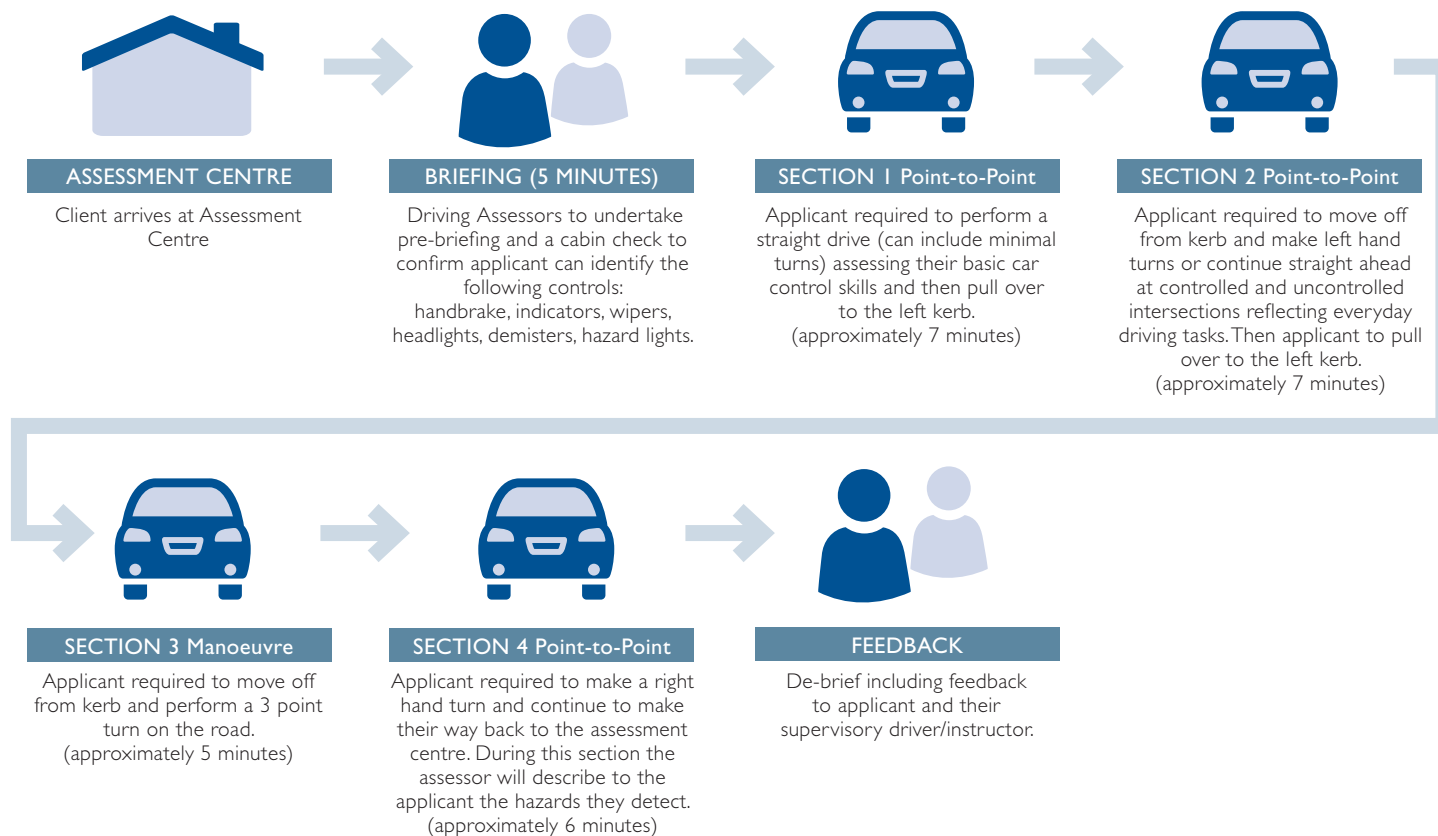 ASSESSMENT CENTRE
Client arrives at Assessment
Centre
BRIEFING (5 MINUTES)
Driving Assessors to undertake
pre-briefing and a cabin check to
confirm applicant can identify the
following controls:
handbrake, indicators, wipers,
headlights, demisters, hazard lights.
SECTION 1 Point-to-Point
Applicant required to perform a
straight drive (can include minimal
turns) assessing their basic car
control skills and then pull over
to the left kerb.
(approximately 7 minutes)
SECTION 2 Point-to-Point
Applicant required to move off
from kerb and make left hand
turns or continue straight ahead
at controlled and uncontrolled
intersections reflecting everyday
driving tasks. Then applicant to pull
over to the left kerb.
(approximately 7 minutes)
SECTION 3 Manoeuvre
Applicant required to move off
from kerb and perform a 3 point
turn on the road.
(approximately 5 minutes)
SECTION 4 Point-to-Point
Applicant required to make a right
hand turn and continue to make
their way back to the assessment
centre. During this section the
assessor will describe to the
applicant the hazards they detect.
(approximately 6 minutes)
FEEDBACK
De-brief including feedback
to applicant and their
supervisory driver/instructor.